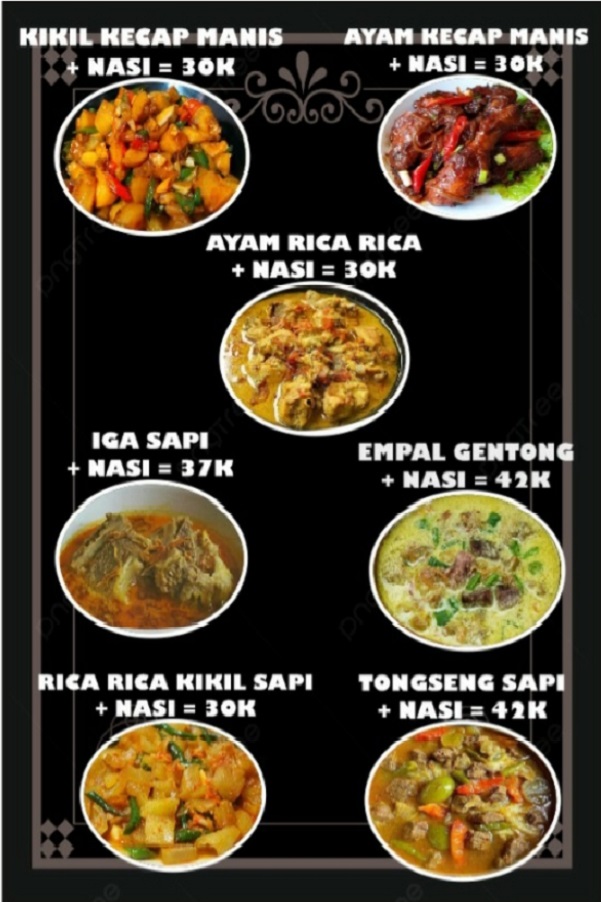 KIKIL KECAP MANIS
+ NASI = 30K
AYAM KECAP MANIS
+ NASI = 30K
AYAM RICA RICA
+ NASI = 30K
IGA SAPI
+ NASI = 37K
EMPAL GENTONG
+ NASI = 42K
RICA RICA KIKIL SAPI
+ NASI = 30K
TONGSENG SAPI
+ NASI = 42K